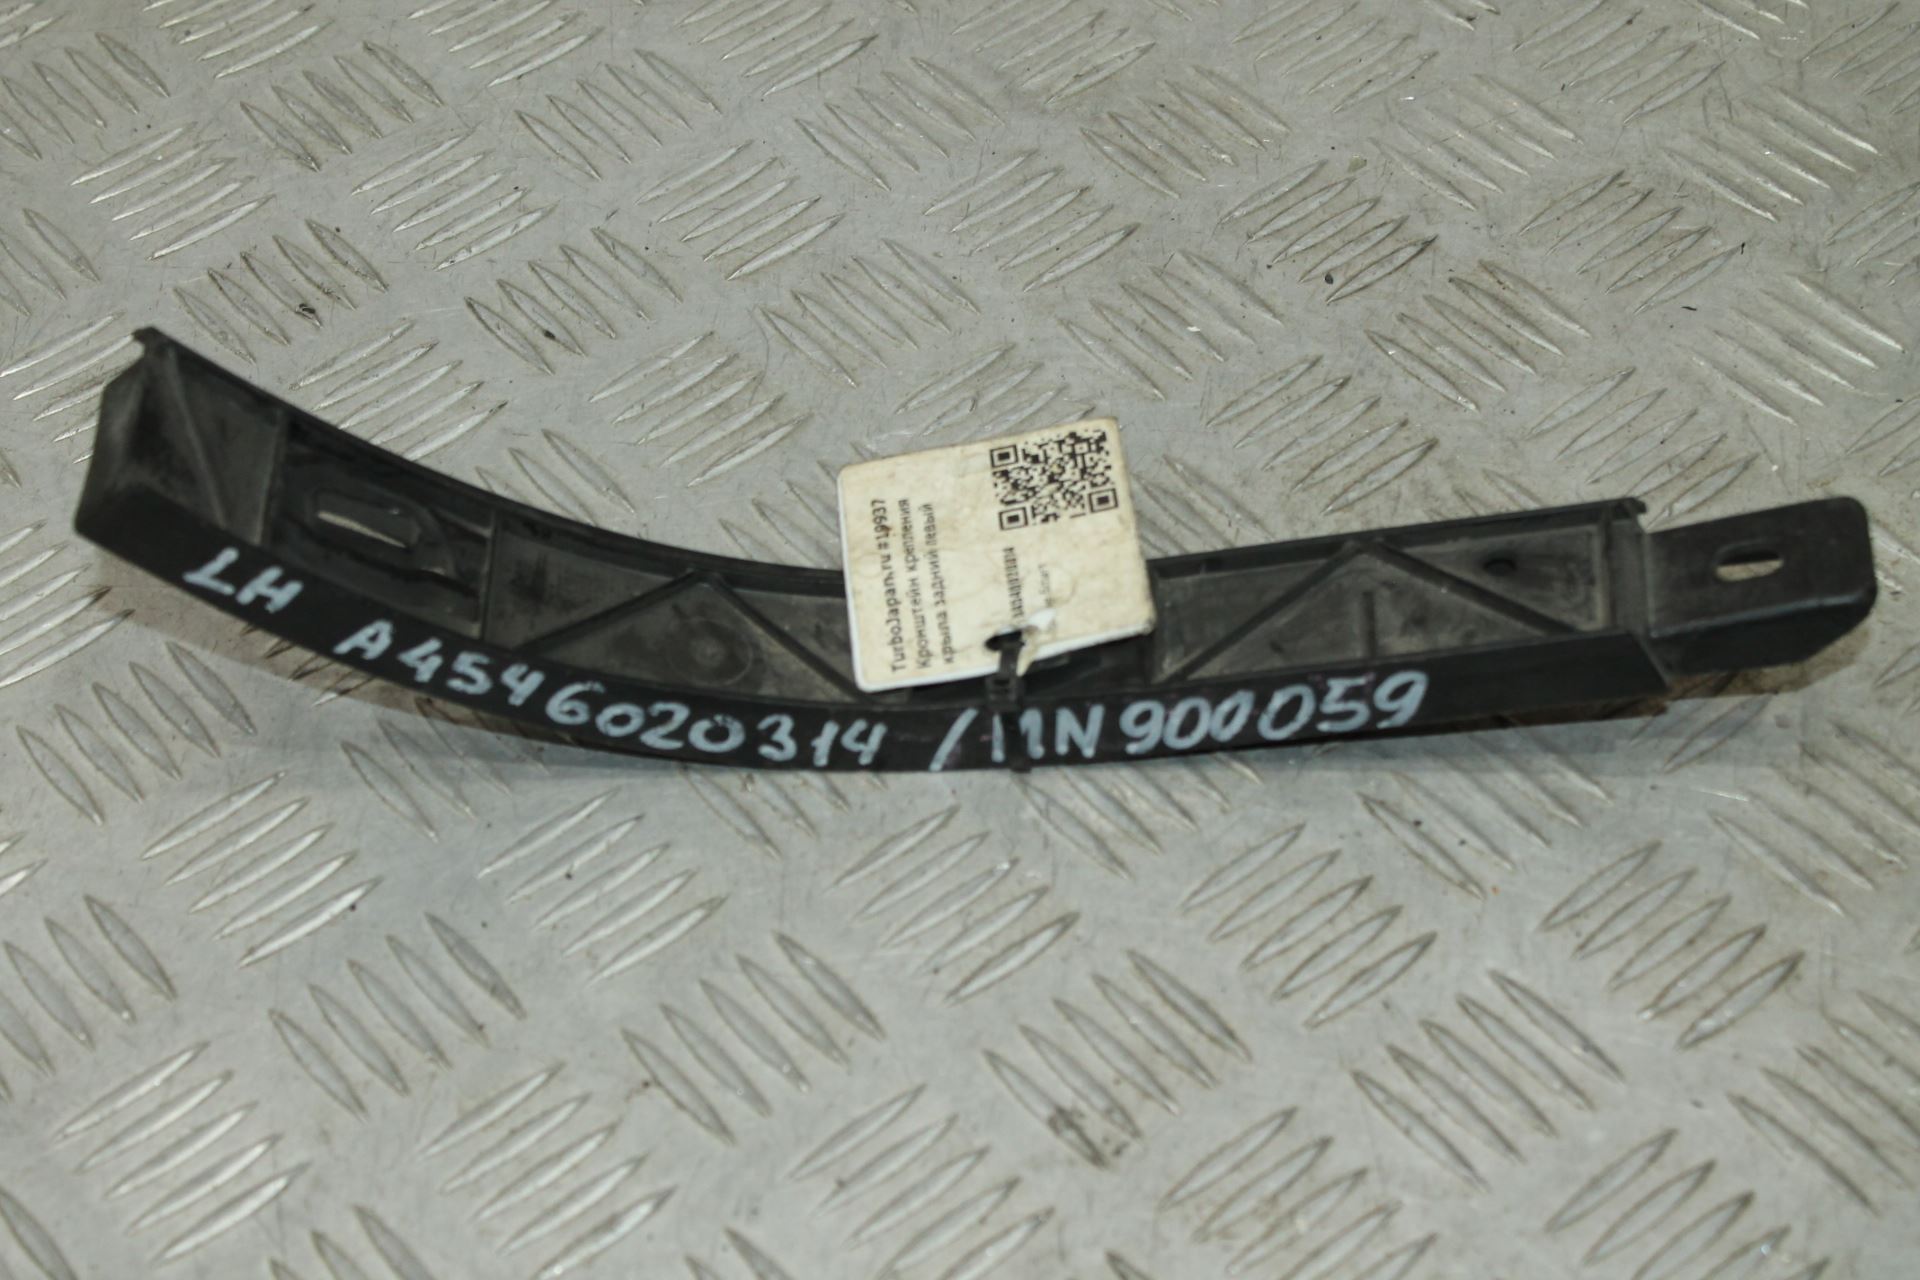 TurboJapan.ru #19937
Кронштейн крепления
крыла задний левый
LH A4546020314 / MN900059